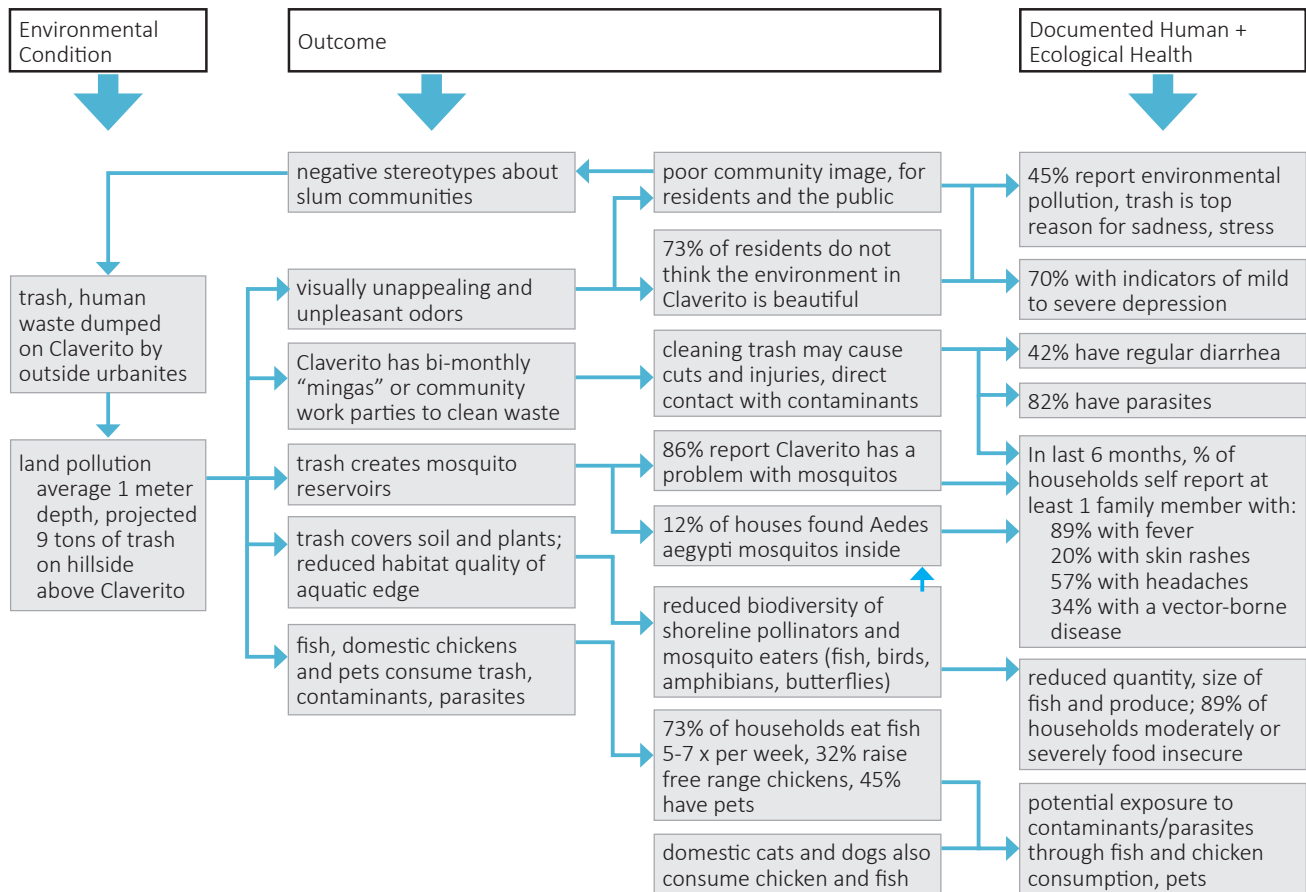 Environmental
Condition
Outcome
Documented Human +
Ecological Health
negative stereotypes about
slum communities
poor community image, for
residents and the public
45% report environmental
pollution, trash is top
reason for sadness, stress
trash, human
waste dumped
on Claverito by
outside urbanites
visually unappealing and
unpleasant odors
73% of residents do not
think the environment in
Claverito is beautiful
70% with indicators of mild
to severe depression
Claverito has bi-monthly
“mingas” or community
work parties to clean waste
cleaning trash may cause
cuts and injuries, direct
contact with contaminants
42% have regular diarrhea
82% have parasites
land pollution
average 1 meter
depth, projected
9 tons of trash
on hillside
above Claverito
trash creates mosquito
reservoirs
86% report Claverito has a
problem with mosquitos
In last 6 months, % of
households self report at
least 1 family member with:
89% with fever
20% with skin rashes
57% with headaches
34% with a vector-borne
disease
trash covers soil and plants;
reduced habitat quality of
aquatic edge
12% of houses found Aedes
aegypti mosquitos inside
fish, domestic chickens
and pets consume trash,
contaminants, parasites
reduced biodiversity of
shoreline pollinators and
mosquito eaters (fish, birds,
amphibians, butterflies)
reduced quantity, size of
fish and produce; 89% of
households moderately or
severely food insecure
73% of households eat fish
5-7 x per week, 32% raise
free range chickens, 45%
have pets
domestic cats and dogs also
consume chicken and fish
potential exposure to
contaminants/parasites
through fish and chicken
consumption, pets